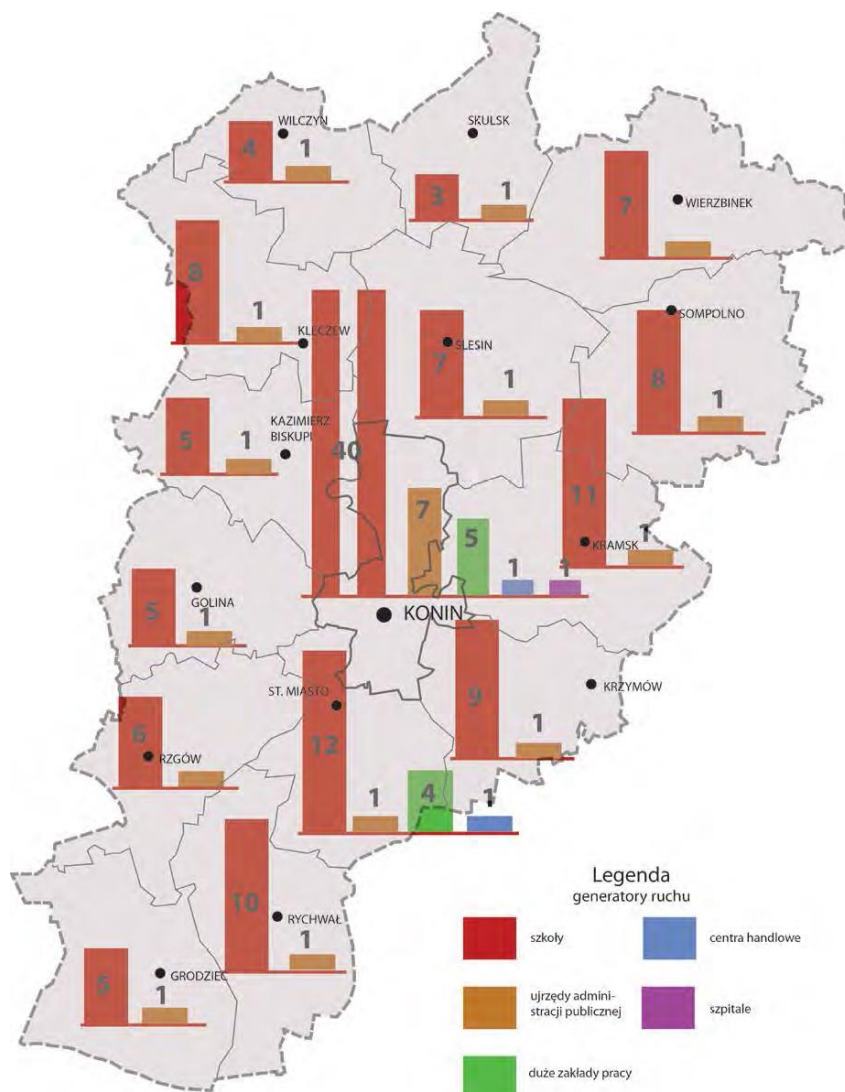 WILCZYN
4
1
SKULSK
3
1
7
WIERZBINEK
8
1
KLECZEW
SOMPOLNO
8
1
ŚLESIN
7
1
5
1
KAZIMIERZ
BISKUPI
40
7
5
1
1
11
1
KRAMSK
GOLINA
5
1
KONIN
ST. MIASTO
12
1
4
1
9
1
KRZYMÓW
6
RZGÓW
10
1
RYCHWAŁ
5
1
GRODZIEC
Legenda
generatory ruchu
szkoły
centra handlowe
ujrzędy admini-
stracji publicznej
szpitale
duże zakłady pracy